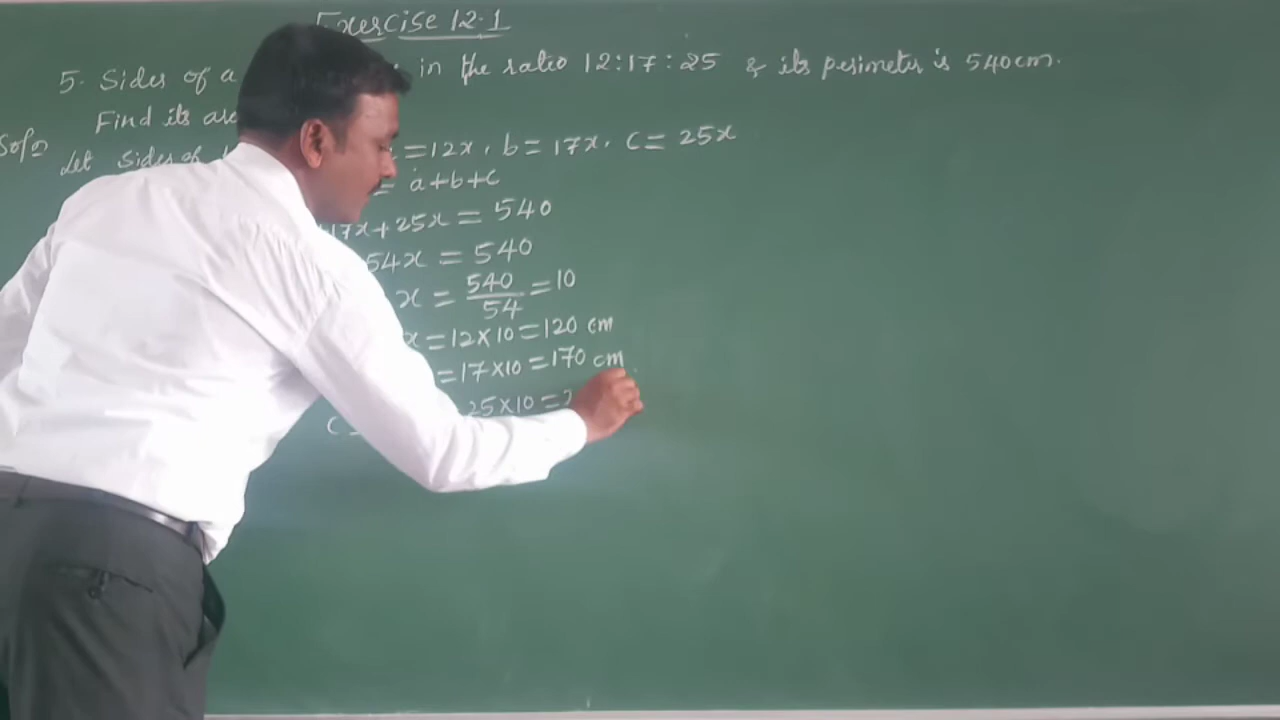 Exercise 12.1
5. Sides of a in the ratio 12:17:25 & its perimeter is 540cm.
Find its
Soln Let sides of =12x, b=17x, c=25x
= a+b+c
17x+25x=540
54x=540
x=540/54=10
x=12×10=120 cm
=17×10=170 cm
c= 25×10=